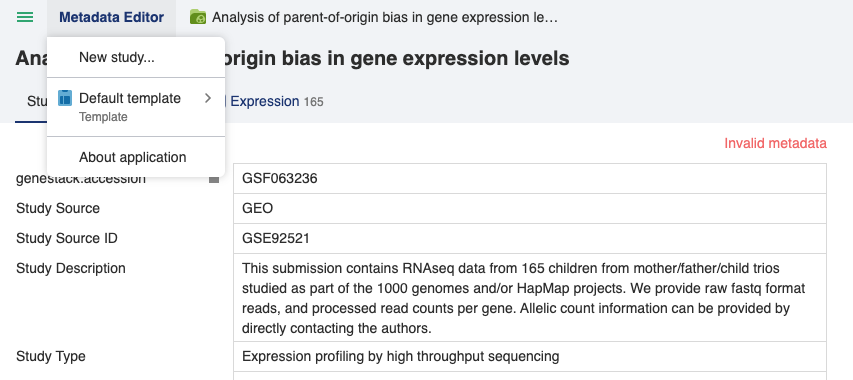 Metadata Editor
Analysis of parent-of-origin bias in gene expression le…
New study...
origin bias in gene expression levels
Default template
Template
Expression 165
About application
Invalid metadata
genestack:accession
GSF063236
Study Source
GEO
Study Source ID
GSE92521
Study Description
This submission contains RNAseq data from 165 children from mother/father/child trios
studied as part of the 1000 genomes and/or HapMap projects. We provide raw fastq format
reads, and processed read counts per gene. Allelic count information can be provided by
directly contacting the authors.
Study Type
Expression profiling by high throughput sequencing